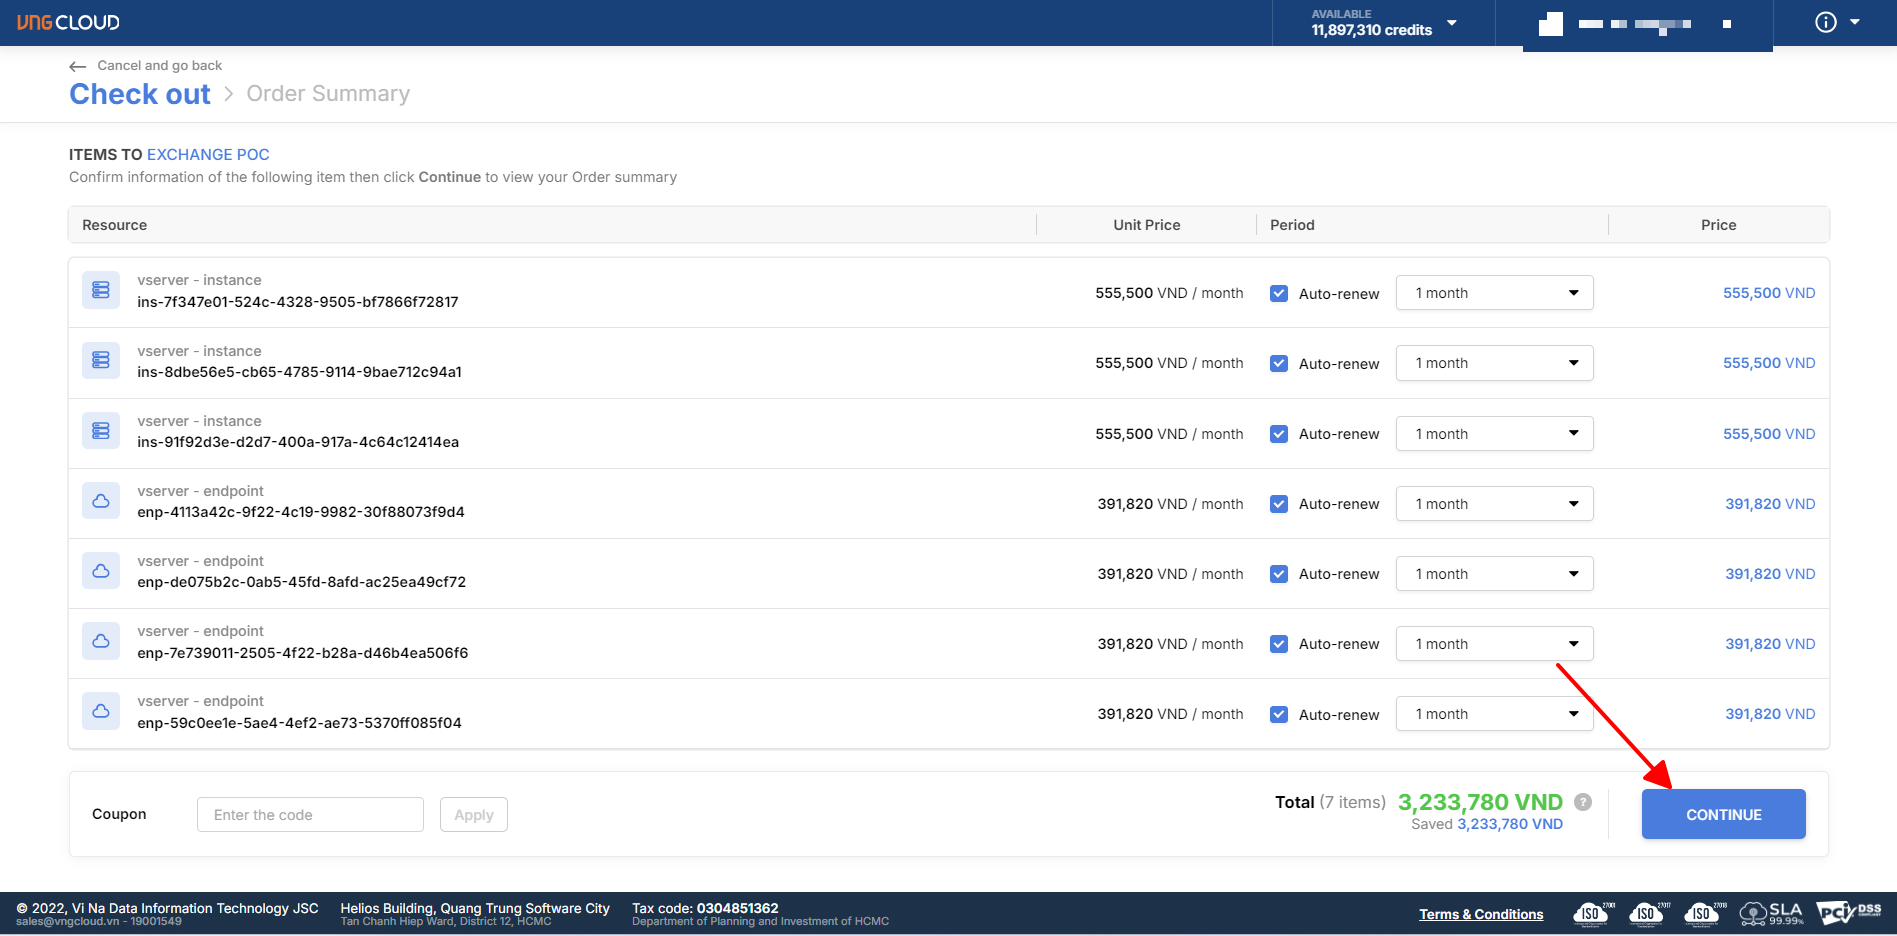 VNG CLOUD
AVAILABLE
11,897,310 credits
Cancel and go back
Check out > Order Summary
ITEMS TO EXCHANGE POC
Confirm information of the following item then click Continue to view your Order summary
Resource Unit Price Period Price
vserver - instance
ins-7f347e01-524c-4328-9505-bf7866f72817
555,500 VND / month Auto-renew 1 month 555,500 VND
vserver - instance
ins-8dbe56e5-cb65-4785-9114-9bae712c94a1
555,500 VND / month Auto-renew 1 month 555,500 VND
vserver - instance
ins-91f92d3e-d2d7-400a-917a-4c64c12414ea
555,500 VND / month Auto-renew 1 month 555,500 VND
vserver - endpoint
enp-4113a42c-9f22-4c19-9982-30f88073f9d4
391,820 VND / month Auto-renew 1 month 391,820 VND
vserver - endpoint
enp-de075b2c-0ab5-45fd-8afd-ac25ea49cf72
391,820 VND / month Auto-renew 1 month 391,820 VND
vserver - endpoint
enp-7e739011-2505-4f22-b28a-d46b4ea506f6
391,820 VND / month Auto-renew 1 month 391,820 VND
vserver - endpoint
enp-59c0ee1e-5ae4-4ef2-ae73-5370ff085f04
391,820 VND / month Auto-renew 1 month 391,820 VND
Coupon Enter the code Apply
Total (7 items) 3,233,780 VND ?
Saved 3,233,780 VND
CONTINUE
© 2022, Vi Na Data Information Technology JSC
sales@vngcloud.vn - 19001549
Helios Building, Quang Trung Software City
Tan Chanh Hiep Ward, District 12, HCMC
Tax code: 0304851362
Department of Planning and Investment of HCMC
Terms & Conditions
ISO 27001
ISO 27017
ISO 27018
SLA
99.99%
PCI DSS